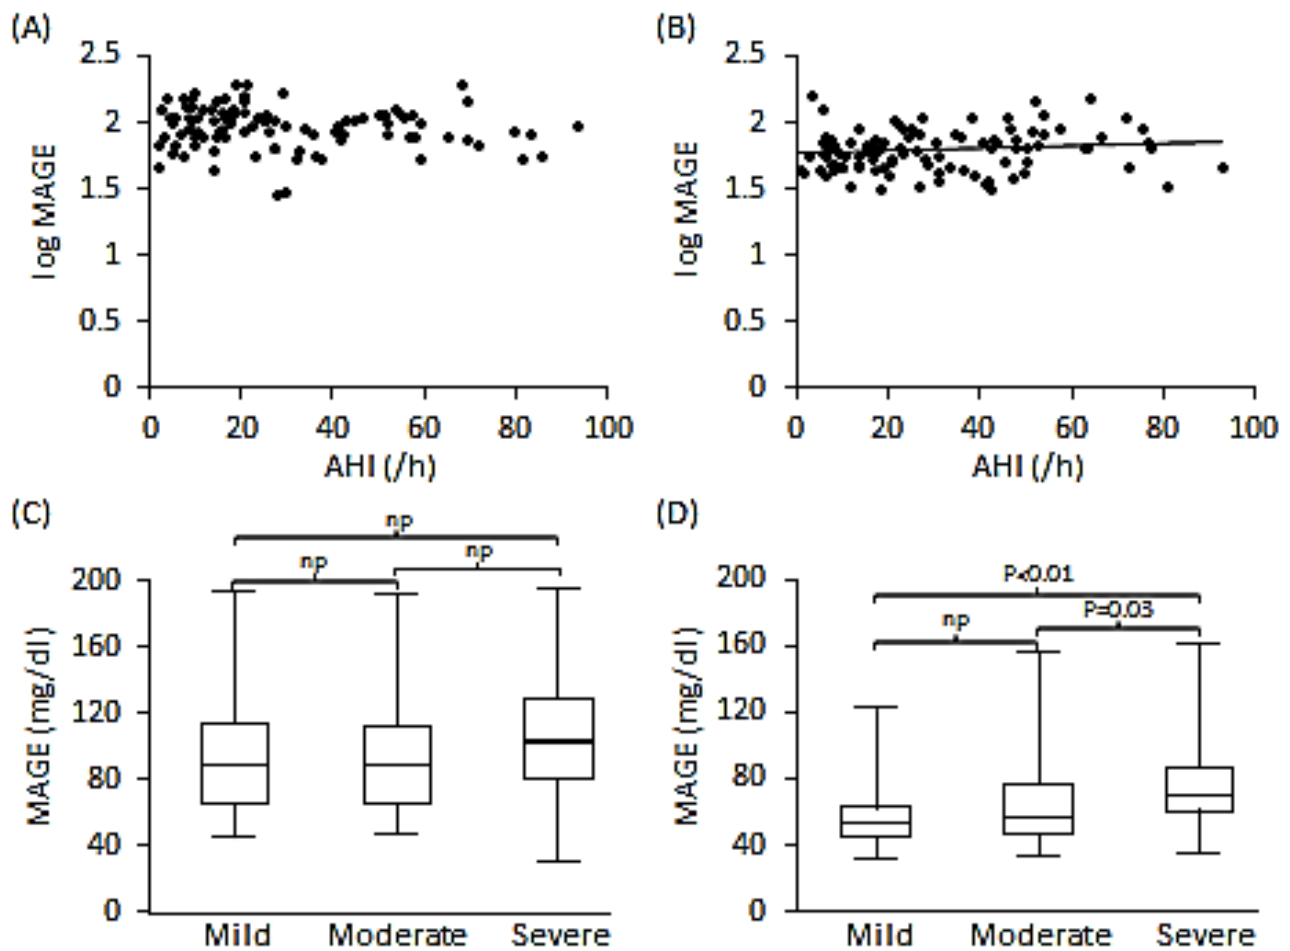 (A)
2.5
2
1.5
1
0.5
0
log MAGE
0 20 40 60 80 100
AHI (/h)
(B)
2.5
2
1.5
1
0.5
0
log MAGE
0 20 40 60 80 100
AHI (/h)
(C)
np
np
np
200
160
120
80
40
0
MAGE (mg/dl)
Mild Moderate Severe
(D)
P<0.01
P=0.03
np
200
160
120
80
40
0
MAGE (mg/dl)
Mild Moderate Severe